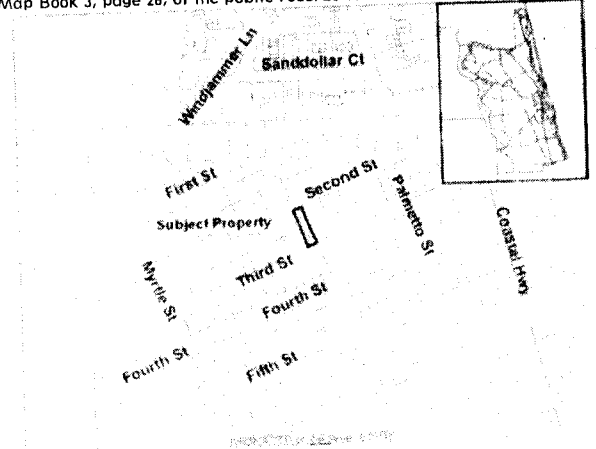 Map Book 3, page 28, of the public
Windjammer Ln
Sanddollar Ct
First St
Second St
Subject Property
Palmetto St
Coastal Hwy
Myrtle St
Third St
Fourth St
Fourth St
Fifth St